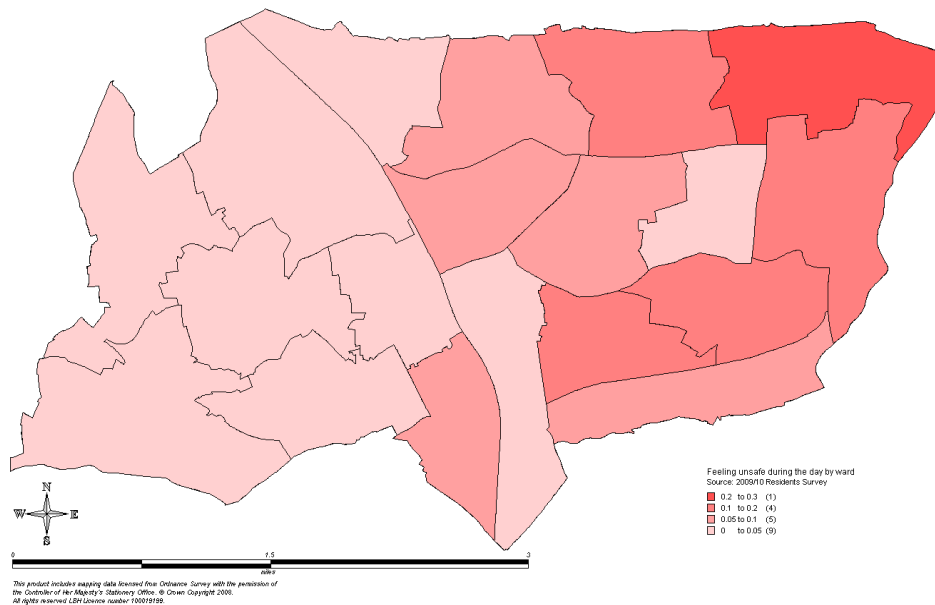 Feeling unsafe during the day by ward
Source: 2009/10 Residents Survey
0.2 to 0.3 (1)
0.1 to 0.2 (4)
0.05 to 0.1 (5)
0 to 0.05 (9)
N
W E
S
0 1.5 3
miles
This product includes mapping data licensed from Ordnance Survey with the permission of
the Controller of Her Majesty's Stationery Office. © Crown Copyright 2008.
All rights reserved LBH Licence number 100019199.